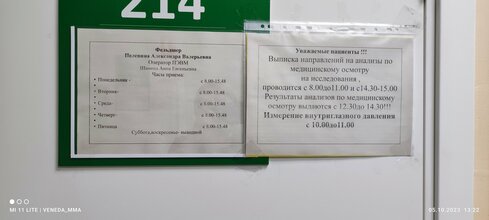 214
Фельдшер
Полевина Александра Валерьевна
Оператор ПЭВМ
Шанина Анна Евгеньевна
Часы приема:
- Понедельник - с 8.00-15.48
- Вторник- с 8.00-15.48
- Среда- с 8.00-15.48
- Четверг- с 8.00-15.48
- Пятница с 8.00-15.48
Суббота,воскресенье- выходной
Уважаемые пациенты !!!
Выписка направлений на анализы по
медицинскому осмотру
на исследования ,
проводится с 8.00до11.00 и с14.30-15.00
Результаты анализов по медицинскому
осмотру выдаются с 12.30до 14.30!!!
Измерение внутриглазного давления
с 10.00до11.00
MI 11 LITE | VENEDA_MMA
05.10.2023 13:22